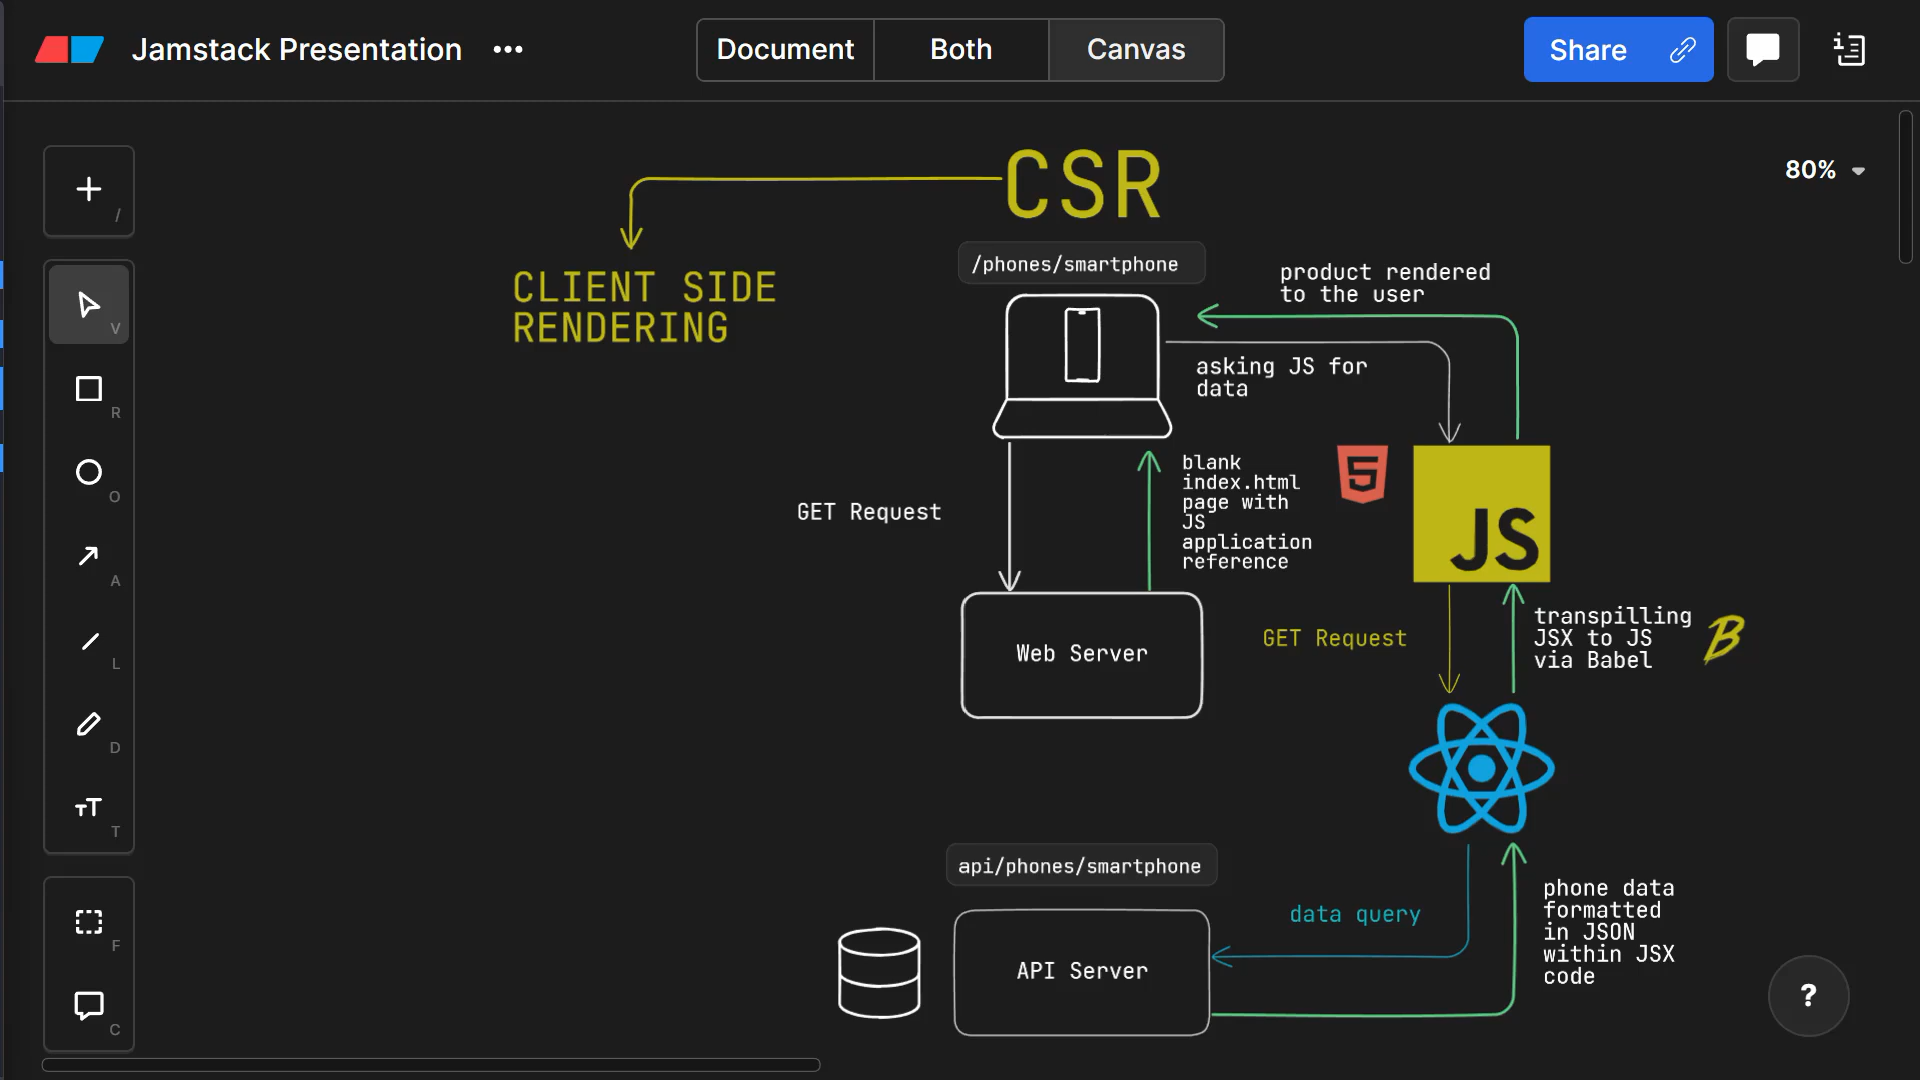 Jamstack Presentation
Document
Both
Canvas
Share
80%
/
V
R
O
A
L
D
TT
T
F
C
CSR
CLIENT SIDE
RENDERING
/phones/smartphone
product rendered
to the user
asking JS for
data
GET Request
blank
index.html
page with
JS
application
reference
5
JS
Web Server
GET Request
transpilling
JSX to JS
via Babel
B
api/phones/smartphone
API Server
data query
phone data
formatted
in JSON
within JSX
code
?